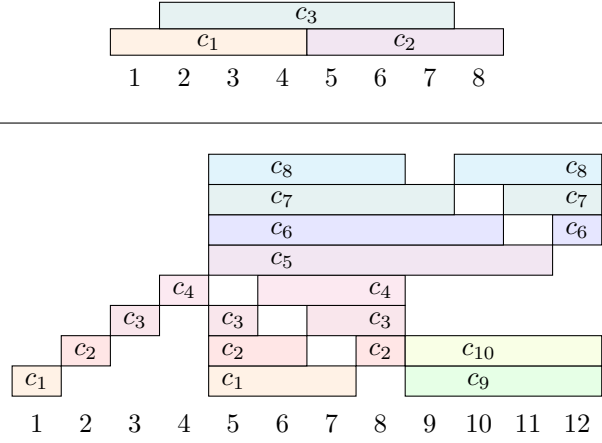 c₃
c₁ c₂
1 2 3 4 5 6 7 8
c₈ c₈
c₇ c₇
c₆ c₆
c₅
c₄ c₄
c₃ c₃ c₃
c₂ c₂ c₂ c₁₀
c₁ c₁ c₉
1 2 3 4 5 6 7 8 9 10 11 12